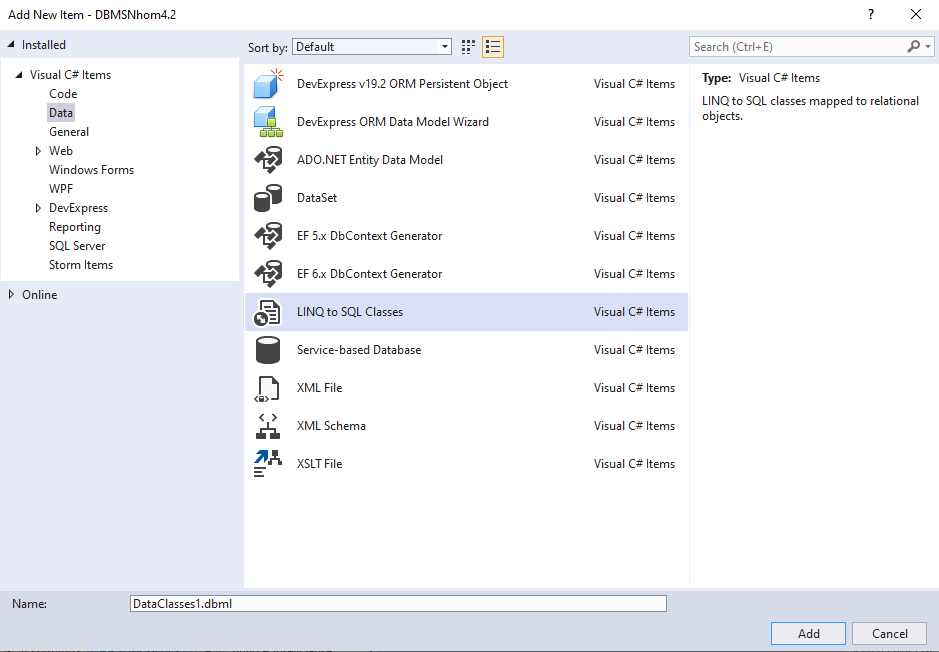 Add New Item - DBMSNhom4.2
?
Installed
Sort by: Default
Search (Ctrl+E)
Visual C# Items
Code
Data
General
Web
Windows Forms
WPF
DevExpress
Reporting
SQL Server
Storm Items
Online
DevExpress v19.2 ORM Persistent Object Visual C# Items
DevExpress ORM Data Model Wizard Visual C# Items
ADO.NET Entity Data Model Visual C# Items
DataSet Visual C# Items
EF 5.x DbContext Generator Visual C# Items
EF 6.x DbContext Generator Visual C# Items
LINQ to SQL Classes Visual C# Items
Service-based Database Visual C# Items
XML File Visual C# Items
XML Schema Visual C# Items
XSLT File Visual C# Items
Type: Visual C# Items
LINQ to SQL classes mapped to relational
objects.
Name: DataClasses1.dbml
Add Cancel